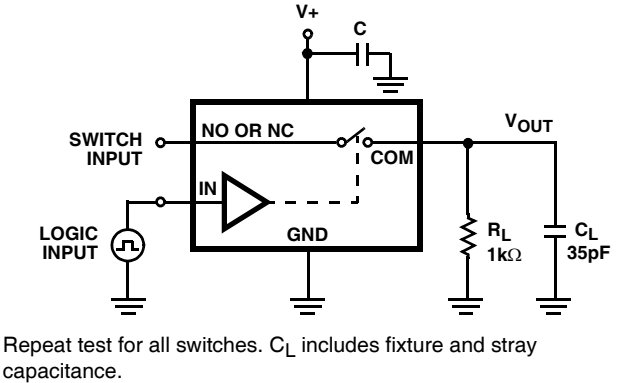 V+
C
SWITCH
INPUT
NO OR NC
COM
VOUT
IN
LOGIC
INPUT
GND
RL
1kΩ
CL
35pF
Repeat test for all switches. CL includes fixture and stray
capacitance.